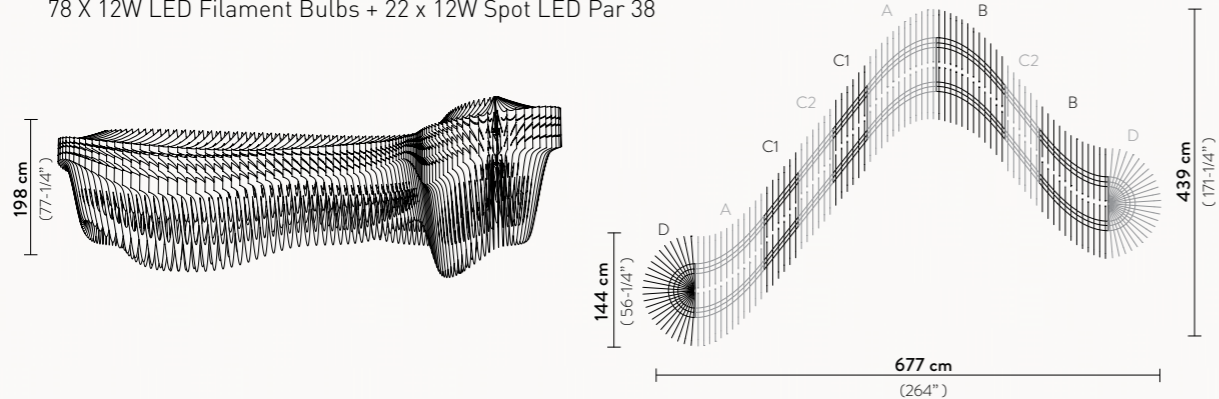 78 X 12W LED Filament Bulbs + 22 x 12W Spot LED Par 38
198 cm
(77-1/4”)
D
A
C1
C2
C1
A
B
C2
B
D
144 cm
(56-1/4”)
439 cm
(171-1/4”)
677 cm
(264”)